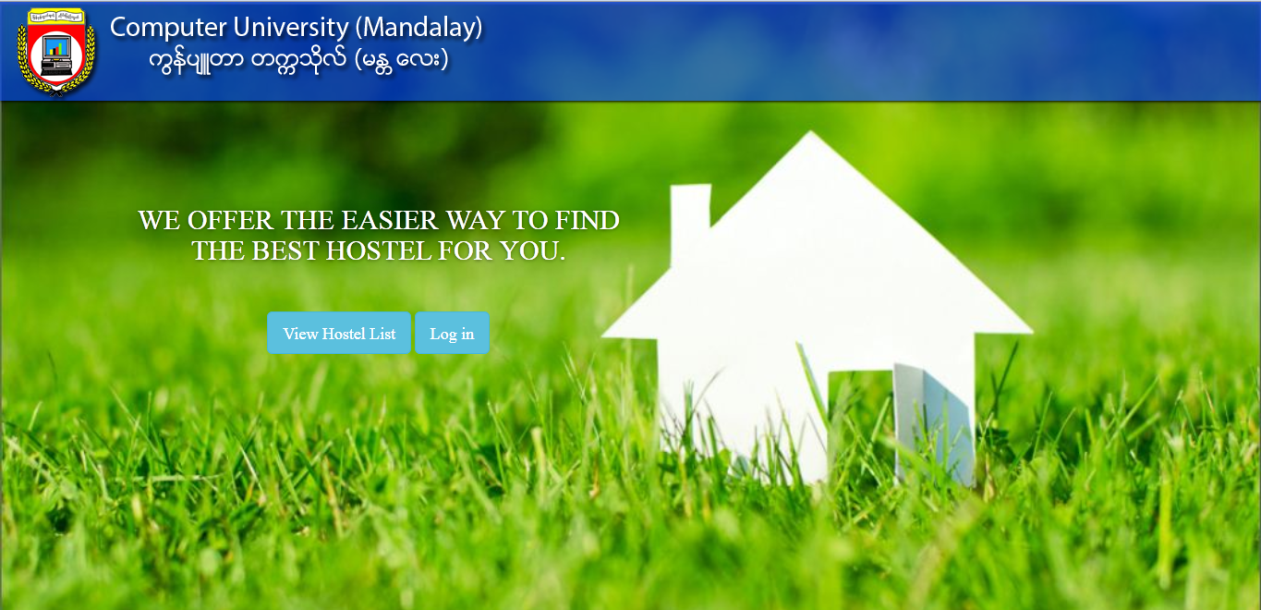 Computer University (Mandalay)
ကွန်ပျူတာ တက္ကသိုလ် (မန္တ လေး)
WE OFFER THE EASIER WAY TO FIND
THE BEST HOSTEL FOR YOU.
View Hostel List
Log in